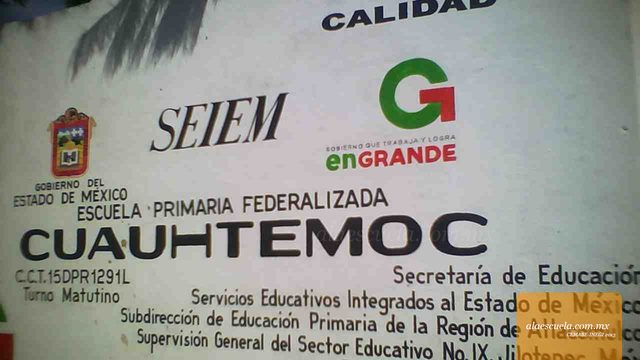 CALIDAD
SEIEM
G
GOBIERNO QUE TRABAJA Y LOGRA
enGRANDE
GOBIERNO DEL
ESTADO DE MÉXICO
ESCUELA PRIMARIA FEDERALIZADA
CUAUHTEMOC
C.C.T.15DPR1291L
Turno Matutino
Secretaría de Educación
Servicios Educativos Integrados al Estado de México
Subdirección de Educación Primaria de la Región de
Supervisión General del Sector Educativo No. IX,
alaescuela.com.mx